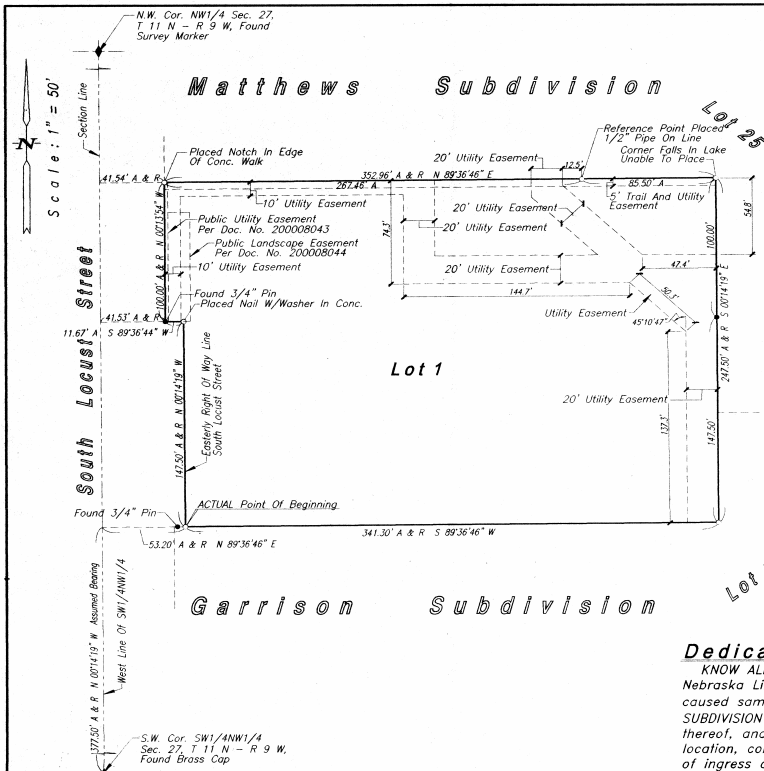 N.W. Cor. NW1/4 Sec. 27,
T 11 N – R 9 W, Found
Survey Marker
Matthews Subdivision
Lot 25
Section Line
Scale: 1" = 50'
N
Placed Notch In Edge
Of Conc. Walk
20' Utility Easement
12.5'
Reference Point Placed
1/2" Pipe On Line
Corner Falls In Lake
Unable To Place
41.54' A & R
352.96' A & R N 89°36'46" E
267.46' A
85.50' A
10' Utility Easement
5' Trail And Utility
Easement
Public Utility Easement
Per Doc. No. 200008043
Public Landscape Easement
Per Doc. No. 200008044
10' Utility Easement
100.00' A & R N 00°13'54" W
74.3'
20' Utility Easement
20' Utility Easement
20' Utility Easement
100.00'
54.8'
47.4'
50.3'
144.7'
Utility Easement
45°10'47"
Found 3/4" Pin
Placed Nail W/Washer In Conc.
41.53' A & R
11.67' A S 89°36'44" W
Lot 1
South Locust Street
147.50' A & R N 00°14'19" W
Easterly Right Of Way Line
South Locust Street
20' Utility Easement
137.3'
147.50'
247.50' A & R S 00°14'19" E
Found 3/4" Pin
ACTUAL Point Of Beginning
53.20' A & R N 89°36'46" E
341.30' A & R S 89°36'46" W
Garrison Subdivision
Lot
1377.50' A & R N 00°14'19" W Assumed Bearing
West Line Of SW1/4NW1/4
S.W. Cor. SW1/4NW1/4
Sec. 27, T 11 N – R 9 W,
Found Brass Cap
Dedica
KNOW AL
Nebraska Li
caused sam
SUBDIVISION
thereof, and
location, co
of ingress